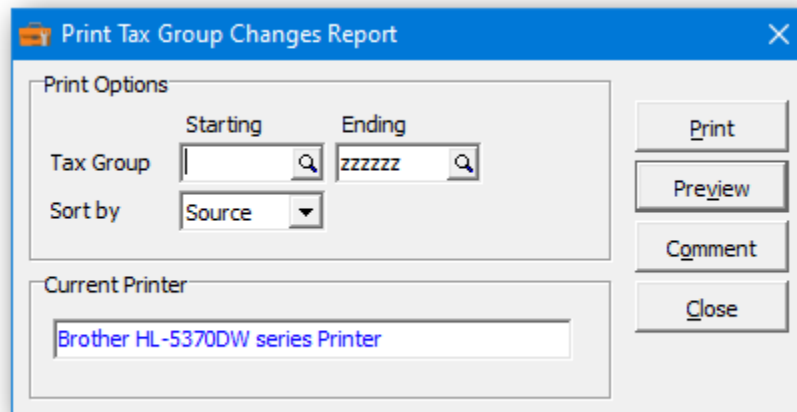 Print Tax Group Changes Report
Print Options
Starting Ending
Tax Group zzzzzz
Sort by Source
Current Printer
Brother HL-5370DW series Printer
Print
Preview
Comment
Close